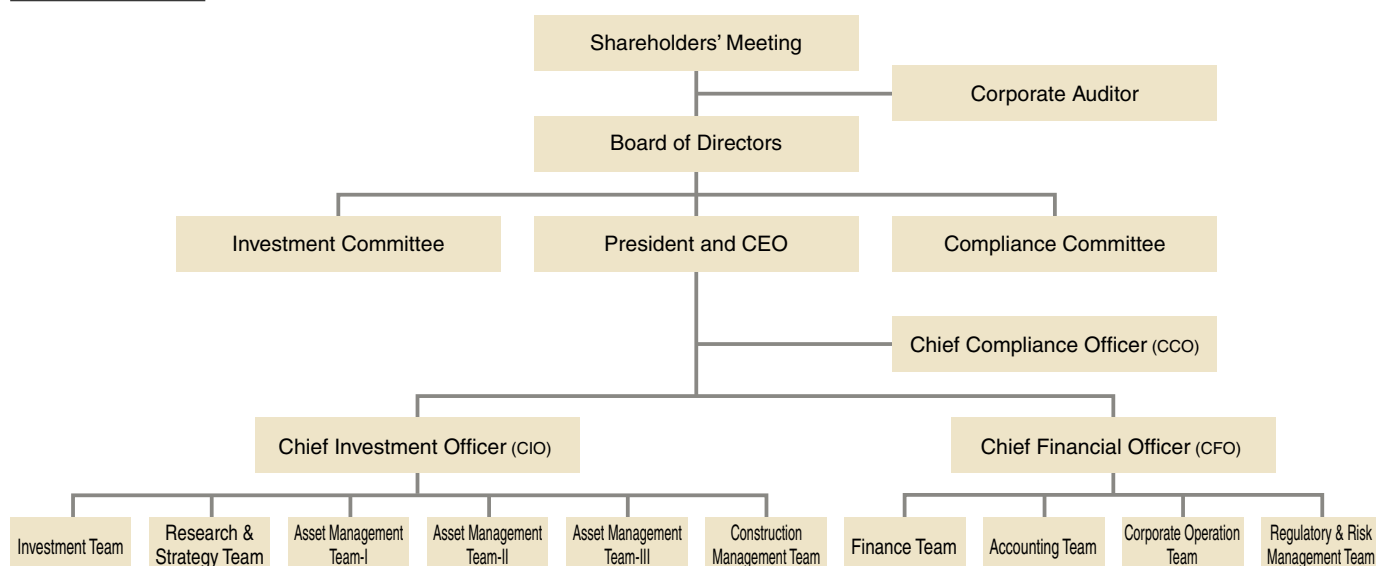 Shareholders’ Meeting
Corporate Auditor
Board of Directors
Investment Committee
President and CEO
Compliance Committee
Chief Compliance Officer (CCO)
Chief Investment Officer (CIO)
Chief Financial Officer (CFO)
Investment Team
Research &
Strategy Team
Asset Management
Team-I
Asset Management
Team-II
Asset Management
Team-III
Construction
Management Team
Finance Team
Accounting Team
Corporate Operation
Team
Regulatory & Risk
Management Team